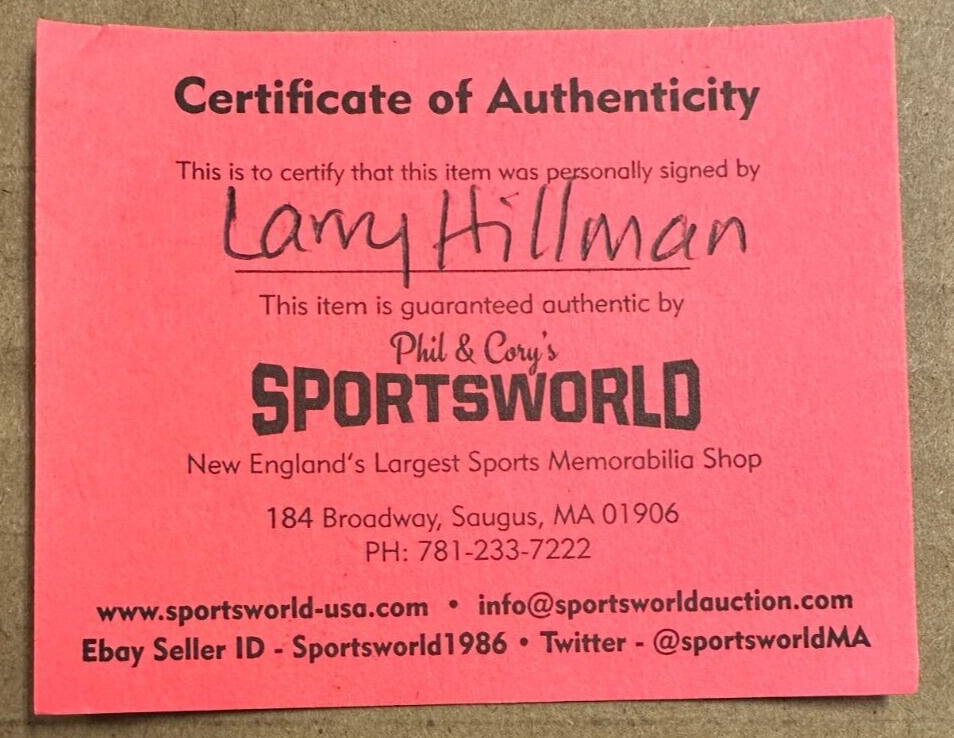 Certificate of Authenticity
This is to certify that this item was personally signed by
Larry Hillman
This item is guaranteed authentic by
Phil & Cory's
SPORTSWORLD
New England's Largest Sports Memorabilia Shop
184 Broadway, Saugus, MA 01906
PH: 781-233-7222
www.sportsworld-usa.com • info@sportsworldauction.com
Ebay Seller ID - Sportsworld1986 • Twitter - @sportsworldMA